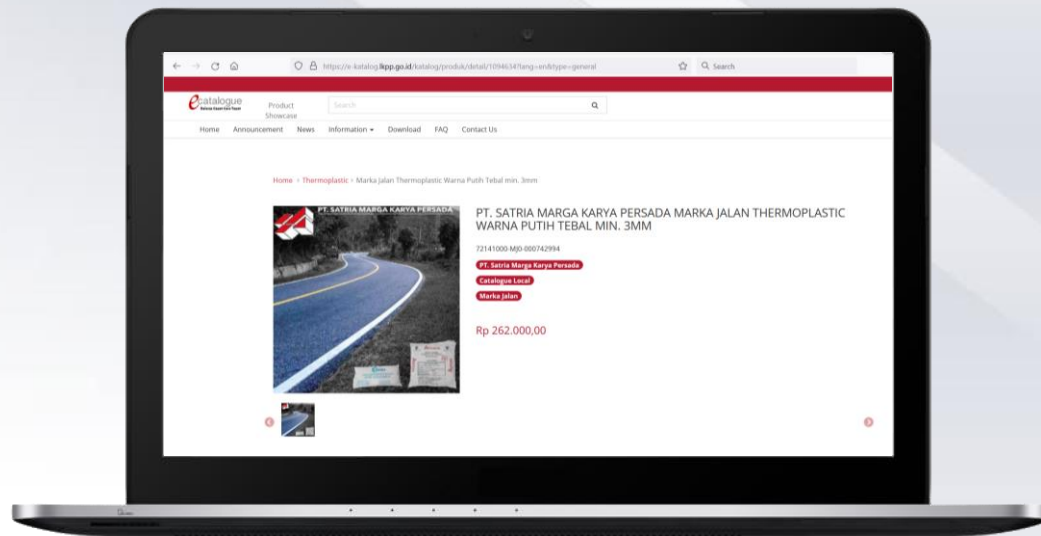 https://e-katalog.lkpp.go.id/katalog/produk/detail/1094634?lang=en&type=general
Search
ecatalogue
Product Showcase
Search
Home Announcement News Information Download FAQ Contact Us
Home > Thermoplastic > Marka Jalan Thermoplastic Warna Putih Tebal min. 3mm
PT. SATRIA MARGA KARYA PERSADA
PT. SATRIA MARGA KARYA PERSADA MARKA JALAN THERMOPLASTIC
WARNA PUTIH TEBAL MIN. 3MM
72141000-MJ0-000742994
PT. Satria Marga Karya Persada
Catalogue Local
Marka Jalan
Rp 262.000,00